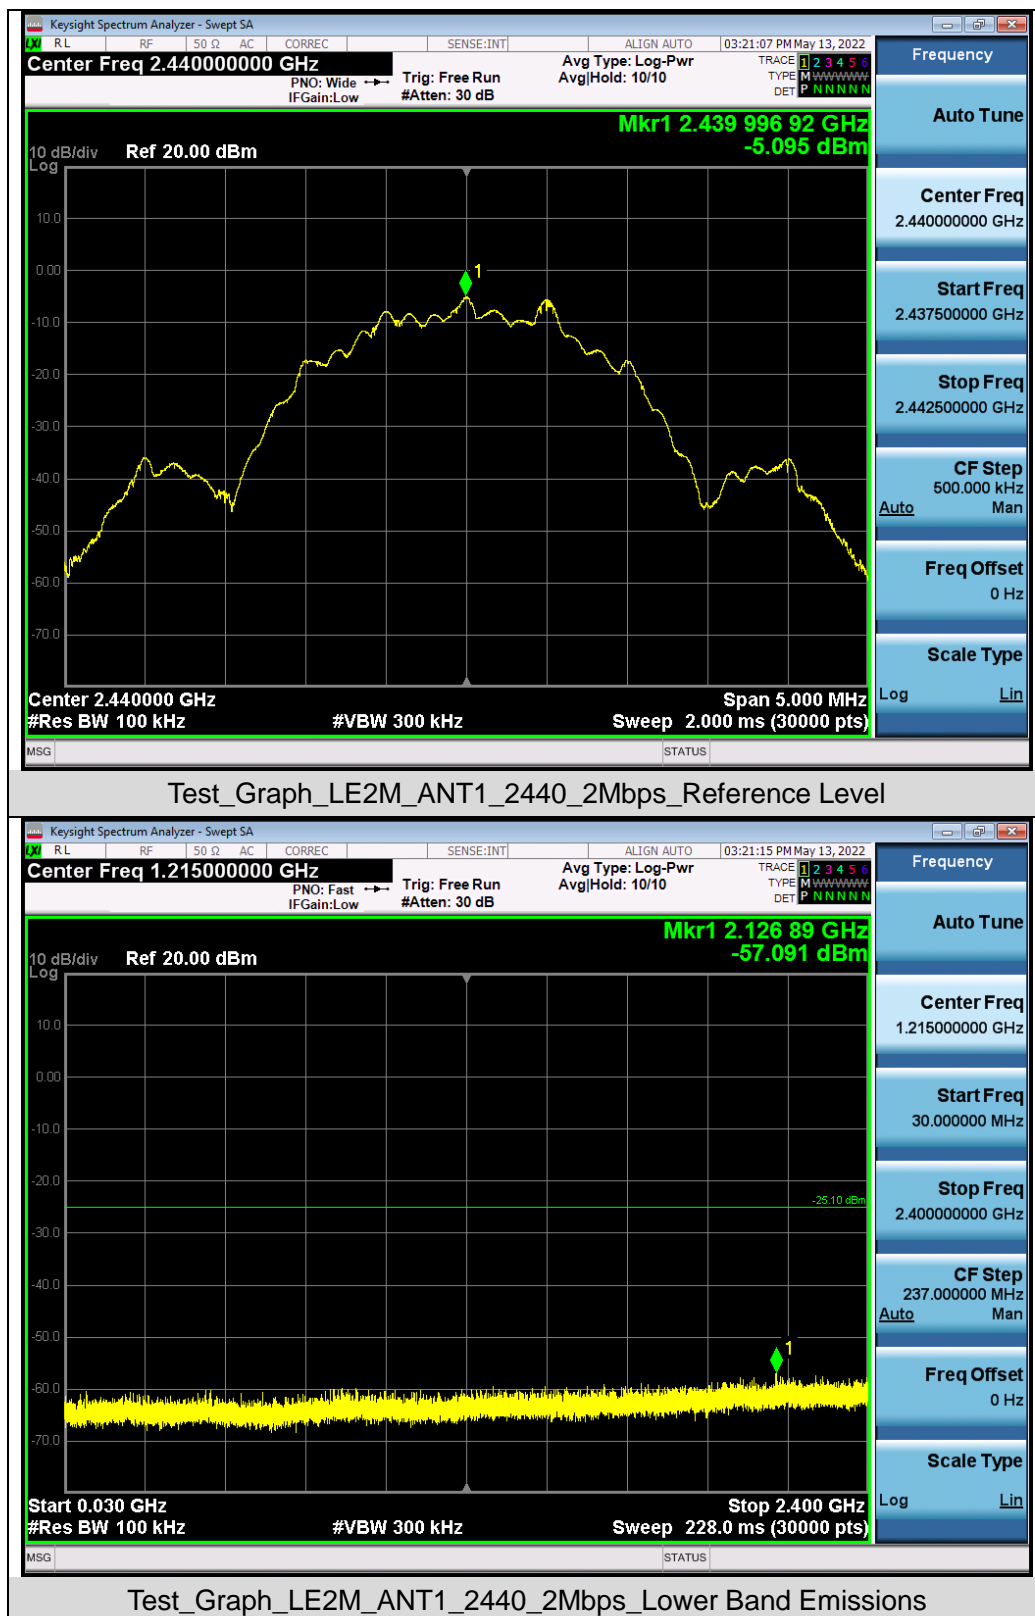 Keysight Spectrum Analyzer - Swept SA
LXI RL RF 50 Ω AC CORREC SENSE:INT ALIGN AUTO 03:21:07 PM May 13, 2022
Center Freq 2.440000000 GHz
PNO: Wide
IFGain:Low
Trig: Free Run
#Atten: 30 dB
Avg Type: Log-Pwr
Avg|Hold: 10/10
TRACE 1 2 3 4 5 6
TYPE M WWWWW
DET P N N N N N
Mkr1 2.439 996 92 GHz
-5.095 dBm
10 dB/div Ref 20.00 dBm
Log
10.0
0.00
-10.0
-20.0
-30.0
-40.0
-50.0
-60.0
-70.0
1
Center 2.440000 GHz Span 5.000 MHz
#Res BW 100 kHz #VBW 300 kHz Sweep 2.000 ms (30000 pts)
MSG STATUS
Frequency
Auto Tune
Center Freq
2.440000000 GHz
Start Freq
2.437500000 GHz
Stop Freq
2.442500000 GHz
CF Step
500.000 kHz
Auto Man
Freq Offset
0 Hz
Scale Type
Log Lin
Test_Graph_LE2M_ANT1_2440_2Mbps_Reference Level
Keysight Spectrum Analyzer - Swept SA
LXI RL RF 50 Ω AC CORREC SENSE:INT ALIGN AUTO 03:21:15 PM May 13, 2022
Center Freq 1.215000000 GHz
PNO: Fast
IFGain:Low
Trig: Free Run
#Atten: 30 dB
Avg Type: Log-Pwr
Avg|Hold: 10/10
TRACE 1 2 3 4 5 6
TYPE M WWWWW
DET P N N N N N
Mkr1 2.126 89 GHz
-57.091 dBm
10 dB/div Ref 20.00 dBm
Log
10.0
0.00
-10.0
-20.0
-30.0
-40.0
-50.0
-60.0
-70.0
-25.10 dBm
1
Start 0.030 GHz Stop 2.400 GHz
#Res BW 100 kHz #VBW 300 kHz Sweep 228.0 ms (30000 pts)
MSG STATUS
Frequency
Auto Tune
Center Freq
1.215000000 GHz
Start Freq
30.000000 MHz
Stop Freq
2.400000000 GHz
CF Step
237.000000 MHz
Auto Man
Freq Offset
0 Hz
Scale Type
Log Lin
Test_Graph_LE2M_ANT1_2440_2Mbps_Lower Band Emissions